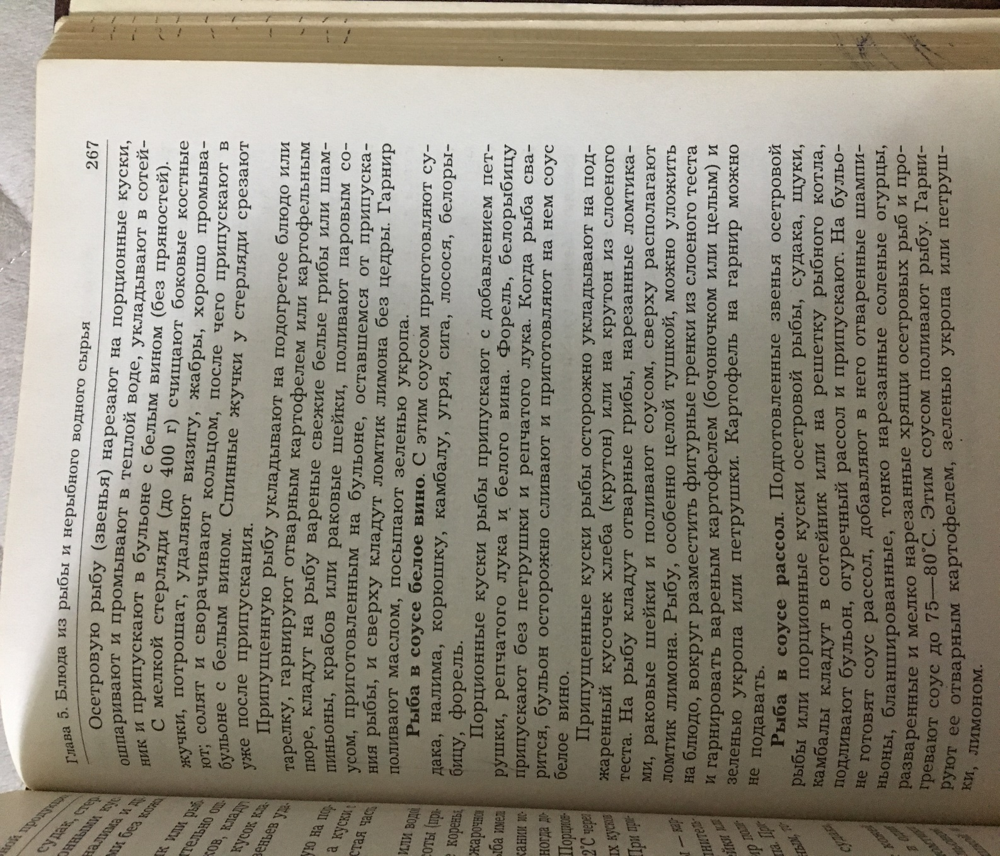 Глава 5. Блюда из рыбы и нерыбного водного сырья 267
Осетровую рыбу (звенья) нарезают на порционные куски,
ошпаривают и промывают в теплой воде, укладывают в сотей-
ник и припускают в бульоне с белым вином (без пряностей).
С мелкой стерляди (до 400 г) счищают боковые костные
жучки, потрошат, удаляют визигу, жабры, хорошо промыва-
ют; солят и сворачивают кольцом, после чего припускают в
бульоне с белым вином. Спинные жучки у стерляди срезают
уже после припускания.
Припущенную рыбу укладывают на подогретое блюдо или
тарелку, гарнируют отварным картофелем или картофельным
пюре, кладут на рыбу вареные свежие белые грибы или шам-
пиньоны, крабов или раковые шейки, поливают паровым со-
усом, приготовленным на бульоне, оставшемся от припуска-
ния рыбы, и сверху кладут ломтик лимона без цедры. Гарнир
поливают маслом, посыпают зеленью укропа.
Рыба в соусе белое вино. С этим соусом приготовляют су-
дака, налима, корюшку, камбалу, угря, сига, лосося, белоры-
бицу, форель.
Порционные куски рыбы припускают с добавлением пет-
рушки, репчатого лука и белого вина. Форель, белорыбицу
припускают без петрушки и репчатого лука. Когда рыба сва-
рится, бульон осторожно сливают и приготовляют на нем соус
белое вино.
Припущенные куски рыбы осторожно укладывают на под-
жаренный кусочек хлеба (крутон) или на крутон из слоеного
теста. На рыбу кладут отварные грибы, нарезанные ломтика-
ми, раковые шейки и поливают соусом, сверху располагают
ломтик лимона. Рыбу, особенно целой тушкой, можно уложить
на блюдо, вокруг разместить фигурные гренки из слоеного теста
и гарнировать вареным картофелем (бочоночком или целым) и
зеленью укропа или петрушки. Картофель на гарнир можно
не подавать.
Рыба в соусе рассол. Подготовленные звенья осетровой
рыбы или порционные куски осетровой рыбы, судака, щуки,
камбалы кладут в сотейник или на решетку рыбного котла,
подливают бульон, огуречный рассол и припускают. На бульо-
не готовят соус рассол, добавляют в него отваренные шампи-
ньоны, бланшированные, тонко нарезанные соленые огурцы,
разваренные и мелко нарезанные хрящи осетровых рыб и про-
гревают соус до 75—80°С. Этим соусом поливают рыбу. Гарни-
руют ее отварным картофелем, зеленью укропа или петруш-
ки, лимоном.